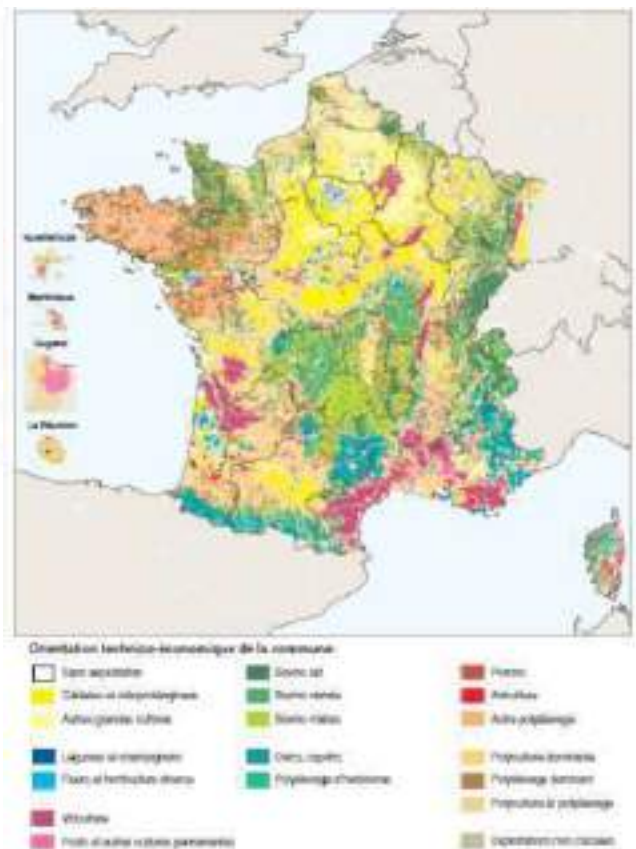 Guadeloupe
Martinique
Guyane
La Réunion
Orientation technico-économique de la commune
Sans exploitation
Céréales et oléoprotéagineux
Autres grandes cultures
Légumes et champignons
Fleurs et horticulture diverse
Viticulture
Fruits et autres cultures permanentes
Bovins lait
Bovins viande
Bovins mixtes
Ovins, caprins
Polyélevage d'herbivores
Porcins
Aviculture
Autre polyélevage
Polyculture dominante
Polyélevage dominant
Polyculture et polyélevage
Exploitations non classées